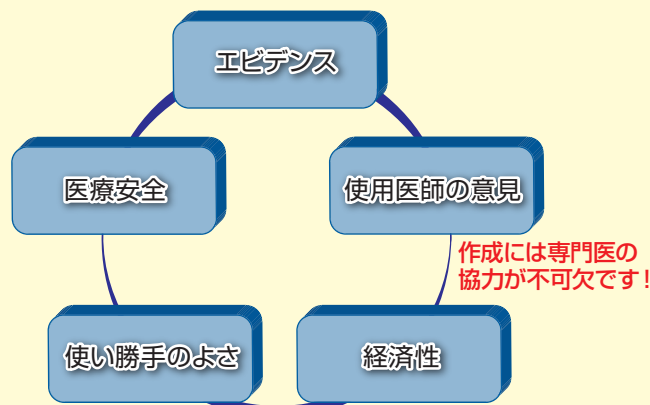 エビデンス
医療安全
使用医師の意見
作成には専門医の
協力が不可欠です!
使い勝手のよさ
経済性